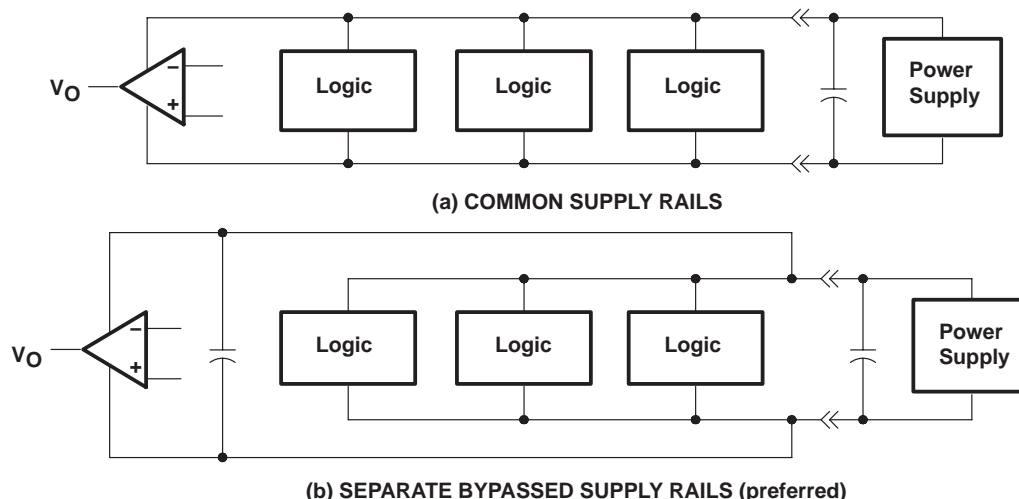 Logic
Logic
Logic
Power
Supply
−
+
VO
(a) COMMON SUPPLY RAILS
Logic
Logic
Logic
Power
Supply
−
+
VO
(b) SEPARATE BYPASSED SUPPLY RAILS (preferred)